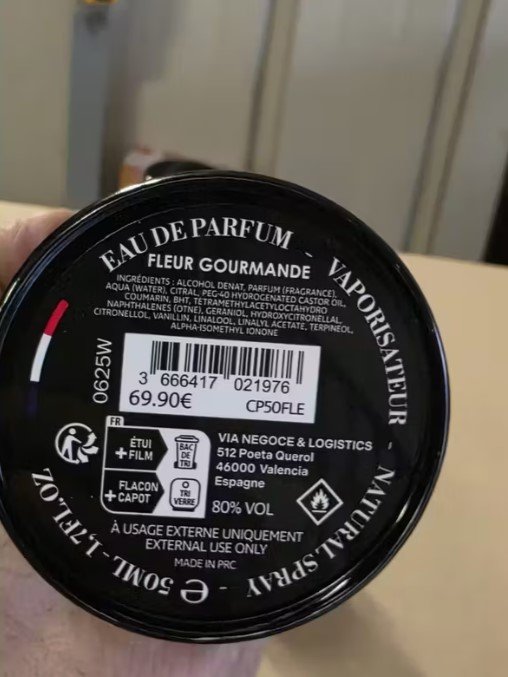 EAU DE PARFUM - VAPORISATEUR - NATURAL SPRAY - e 50ML - 1,7FL.OZ
FLEUR GOURMANDE
INGRÉDIENTS : ALCOHOL DENAT, PARFUM (FRAGRANCE),
AQUA (WATER), CITRAL, PEG-40 HYDROGENATED CASTOR OIL,
COUMARIN, BHT, TETRAMETHYLACETYLOCTAHYDRO
NAPHTHALENES (OTNE), GERANIOL, HYDROXYCITRONELLAL,
CITRONELLOL, VANILLIN, LINALOOL, LINALYL ACETATE, TERPINEOL,
ALPHA-ISOMETHYL IONONE
0625W
3 666417 021976
69.90€ CP50FLE
FR
ÉTUI
+ FILM
BAC
DE
TRI
FLACON
+ CAPOT
TRI
VERRE
VIA NEGOCE & LOGISTICS
512 Poeta Querol
46000 Valencia
Espagne
80% VOL
À USAGE EXTERNE UNIQUEMENT
EXTERNAL USE ONLY
MADE IN PRC